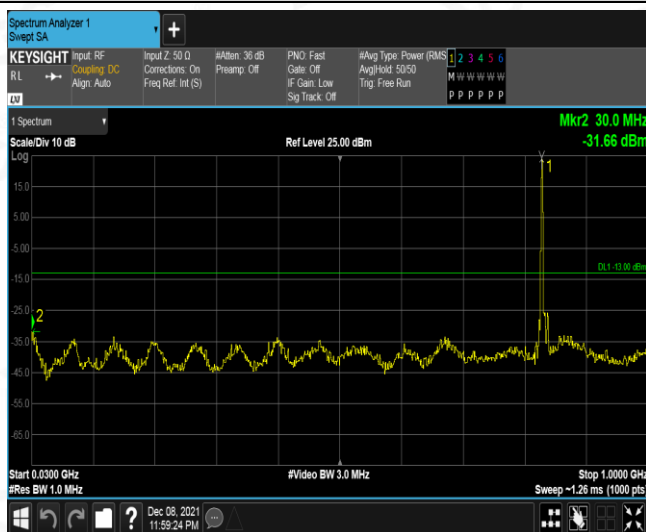 Spectrum Analyzer 1
Swept SA
KEYSIGHT
RL
LXI
Input: RF
Coupling: DC
Align: Auto
Input Z: 50 Ω
Corrections: On
Freq Ref: Int (S)
#Atten: 36 dB
Preamp: Off
PNO: Fast
Gate: Off
IF Gain: Low
Sig Track: Off
#Avg Type: Power (RMS
Avg|Hold: 50/50
Trig: Free Run
1 2 3 4 5 6
M W W W W W
P P P P P P
1 Spectrum
Scale/Div 10 dB
Ref Level 25.00 dBm
Mkr2 30.0 MHz
-31.66 dBm
Log
1
15.0
5.00
-5.00
DL1 -13.00 dBm
-15.0
-25.0
2
-35.0
-45.0
-55.0
-65.0
Start 0.0300 GHz
#Video BW 3.0 MHz
Stop 1.0000 GHz
#Res BW 1.0 MHz
Sweep ~1.26 ms (1000 pts)
?
Dec 08, 2021
11:59:24 PM